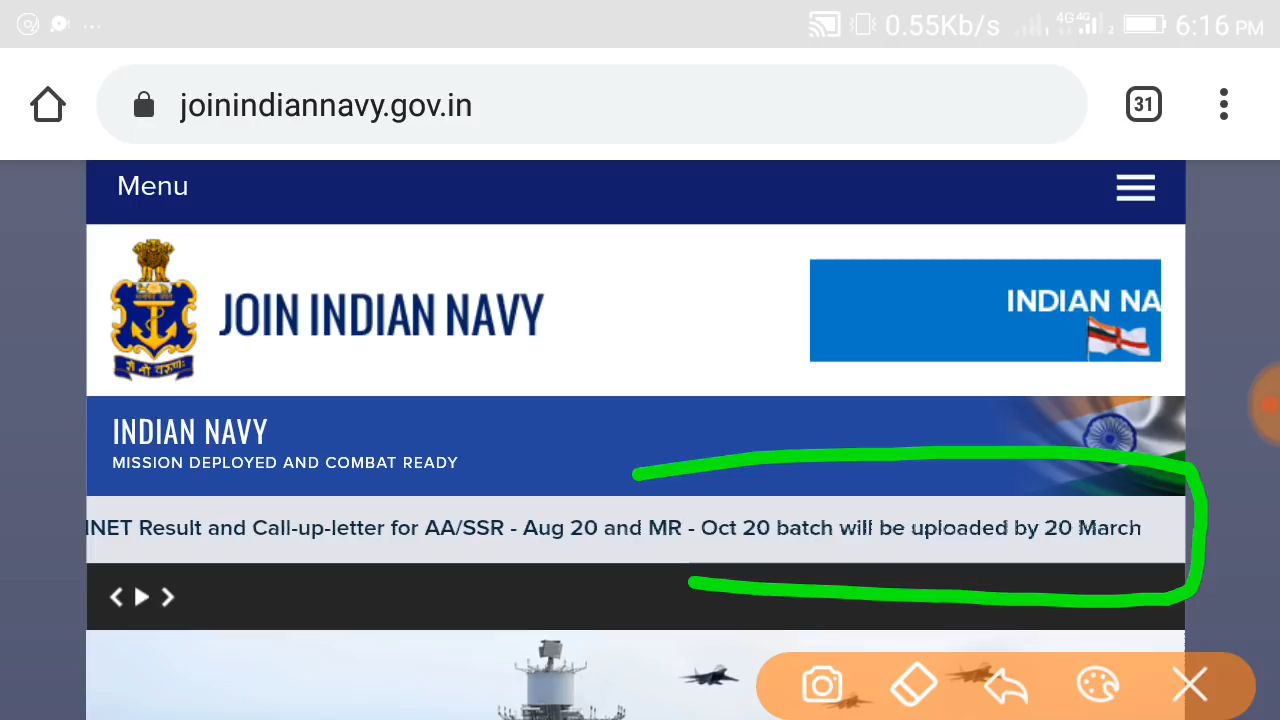 0.55Kb/s 4G 4G 1 2 6:16 PM
joinindiannavy.gov.in 31
Menu
JOIN INDIAN NAVY
INDIAN NA
INDIAN NAVY
MISSION DEPLOYED AND COMBAT READY
INET Result and Call-up-letter for AA/SSR - Aug 20 and MR - Oct 20 batch will be uploaded by 20 March